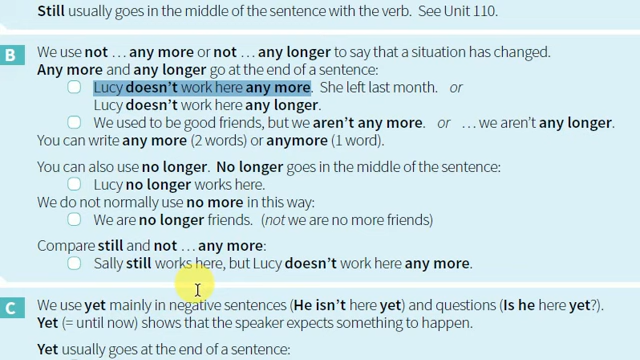 Still usually goes in the middle of the sentence with the verb. See Unit 110.
B
We use not … any more or not … any longer to say that a situation has changed.
Any more and any longer go at the end of a sentence:
Lucy doesn't work here any more. She left last month. or
Lucy doesn't work here any longer.
We used to be good friends, but we aren't any more. or … we aren't any longer.
You can write any more (2 words) or anymore (1 word).
You can also use no longer. No longer goes in the middle of the sentence:
Lucy no longer works here.
We do not normally use no more in this way:
We are no longer friends. (not we are no more friends)
Compare still and not … any more:
Sally still works here, but Lucy doesn't work here any more.
C
We use yet mainly in negative sentences (He isn't here yet) and questions (Is he here yet?).
Yet (= until now) shows that the speaker expects something to happen.
Yet usually goes at the end of a sentence: